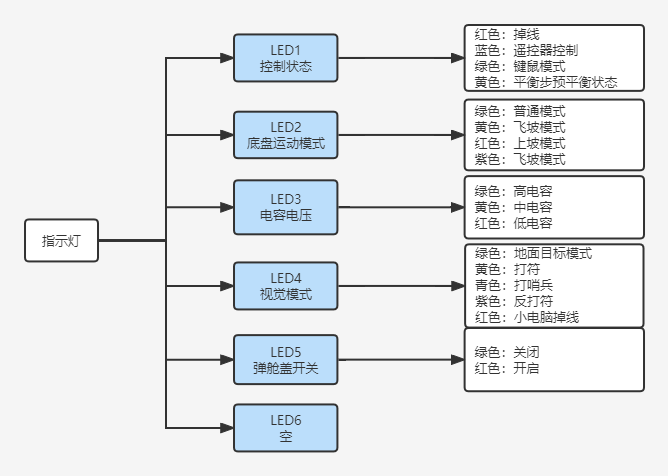 指示灯
LED1
控制状态
红色：掉线
蓝色：遥控器控制
绿色：键鼠模式
黄色：平衡步预平衡状态
LED2
底盘运动模式
绿色：普通模式
黄色：飞坡模式
红色：上坡模式
紫色：飞坡模式
LED3
电容电压
绿色：高电容
黄色：中电容
红色：低电容
LED4
视觉模式
绿色：地面目标模式
黄色：打符
青色：打哨兵
紫色：反打符
红色：小电脑掉线
LED5
弹舱盖开关
绿色：关闭
红色：开启
LED6
空